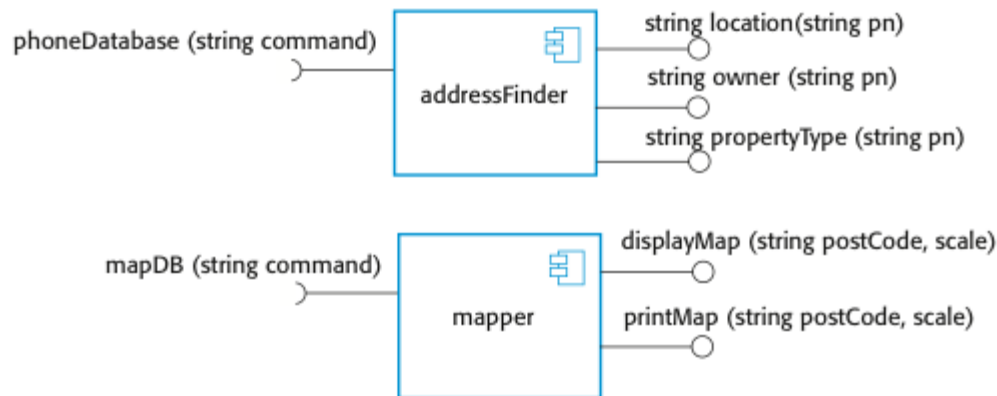 phoneDatabase (string command)
addressFinder
string location(string pn)
string owner (string pn)
string propertyType (string pn)
mapDB (string command)
mapper
displayMap (string postCode, scale)
printMap (string postCode, scale)